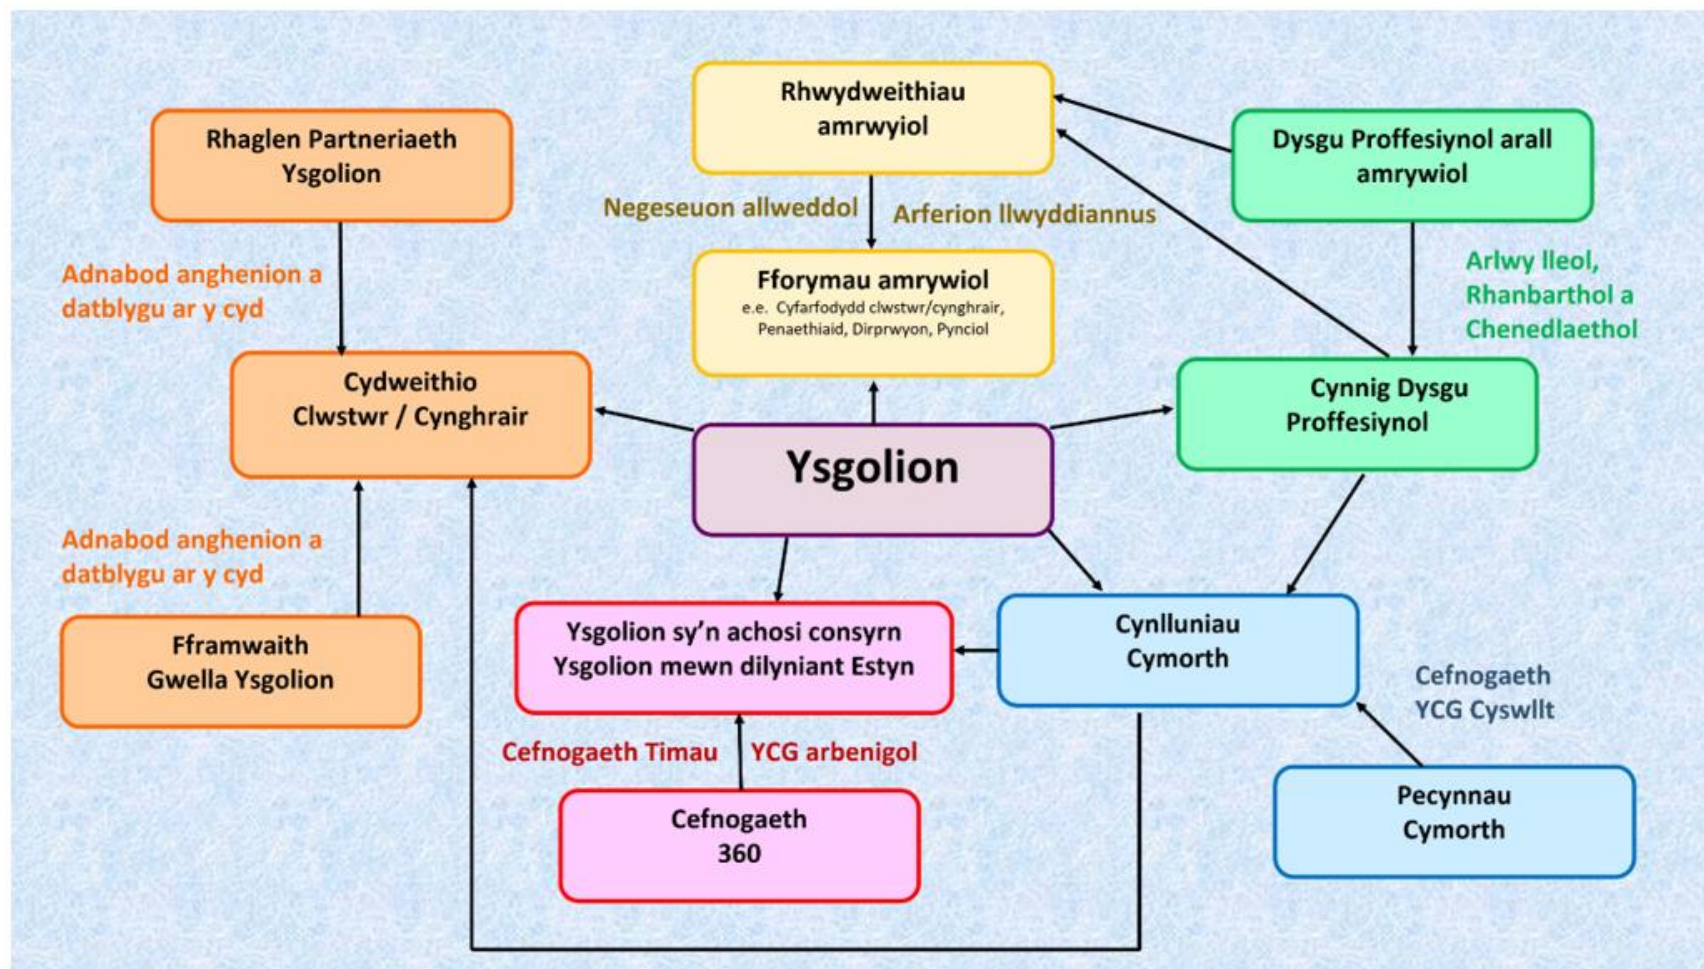 Rhwydweithiau
amrwyiol
Rhaglen Partneriaeth
Ysgolion
Dysgu Proffesiynol arall
amrywiol
Negeseuon allweddol
Arferion llwyddiannus
Adnabod anghenion a
datblygu ar y cyd
Fforymau amrywiol
e.e. Cyfarfodydd clwstwr/cynghrair,
Penaethiaid, Dirprwyon, Pynciol
Arlwy lleol,
Rhanbarthol a
Chenedlaethol
Cydweithio
Clwstwr / Cynghrair
Cynnig Dysgu
Proffesiynol
Ysgolion
Adnabod anghenion a
datblygu ar y cyd
Fframwaith
Gwella Ysgolion
Ysgolion sy’n achosi consyrn
Ysgolion mewn dilyniant Estyn
Cynlluniau
Cymorth
Cefnogaeth
YCG Cyswllt
Cefnogaeth Timau
YCG arbenigol
Cefnogaeth
360
Pecynnau
Cymorth